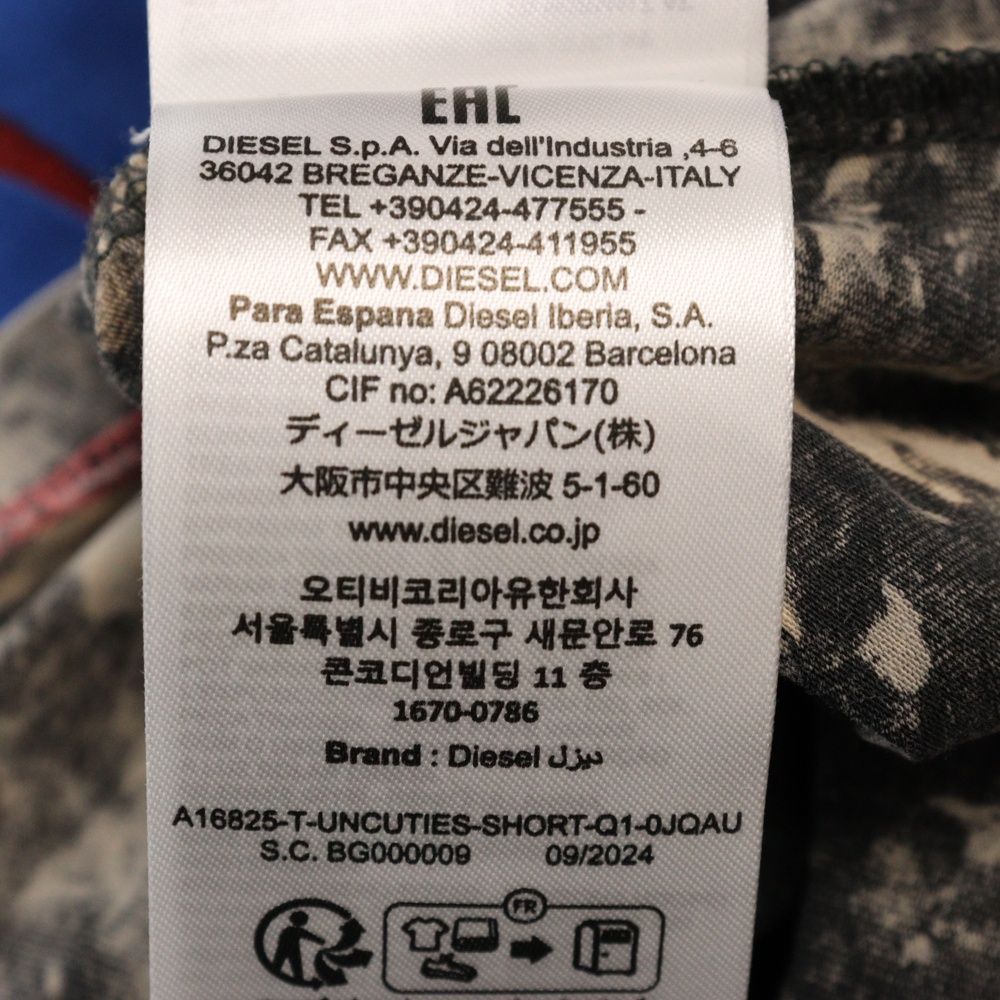 EAC
DIESEL S.p.A. Via dell'Industria ,4-6
36042 BREGANZE-VICENZA-ITALY
TEL +390424-477555 -
FAX +390424-411955
WWW.DIESEL.COM
Para Espana Diesel Iberia, S.A.
P.za Catalunya, 9 08002 Barcelona
CIF no: A62226170
ディーゼルジャパン(株)
大阪市中央区難波 5-1-60
www.diesel.co.jp
오티비코리아유한회사
서울특별시 종로구 새문안로 76
콘코디언빌딩 11 층
1670-0786
Brand : Diesel ديزل
A16825-T-UNCUTIES-SHORT-Q1-0JQAU
S.C. BG000009 09/2024
FR